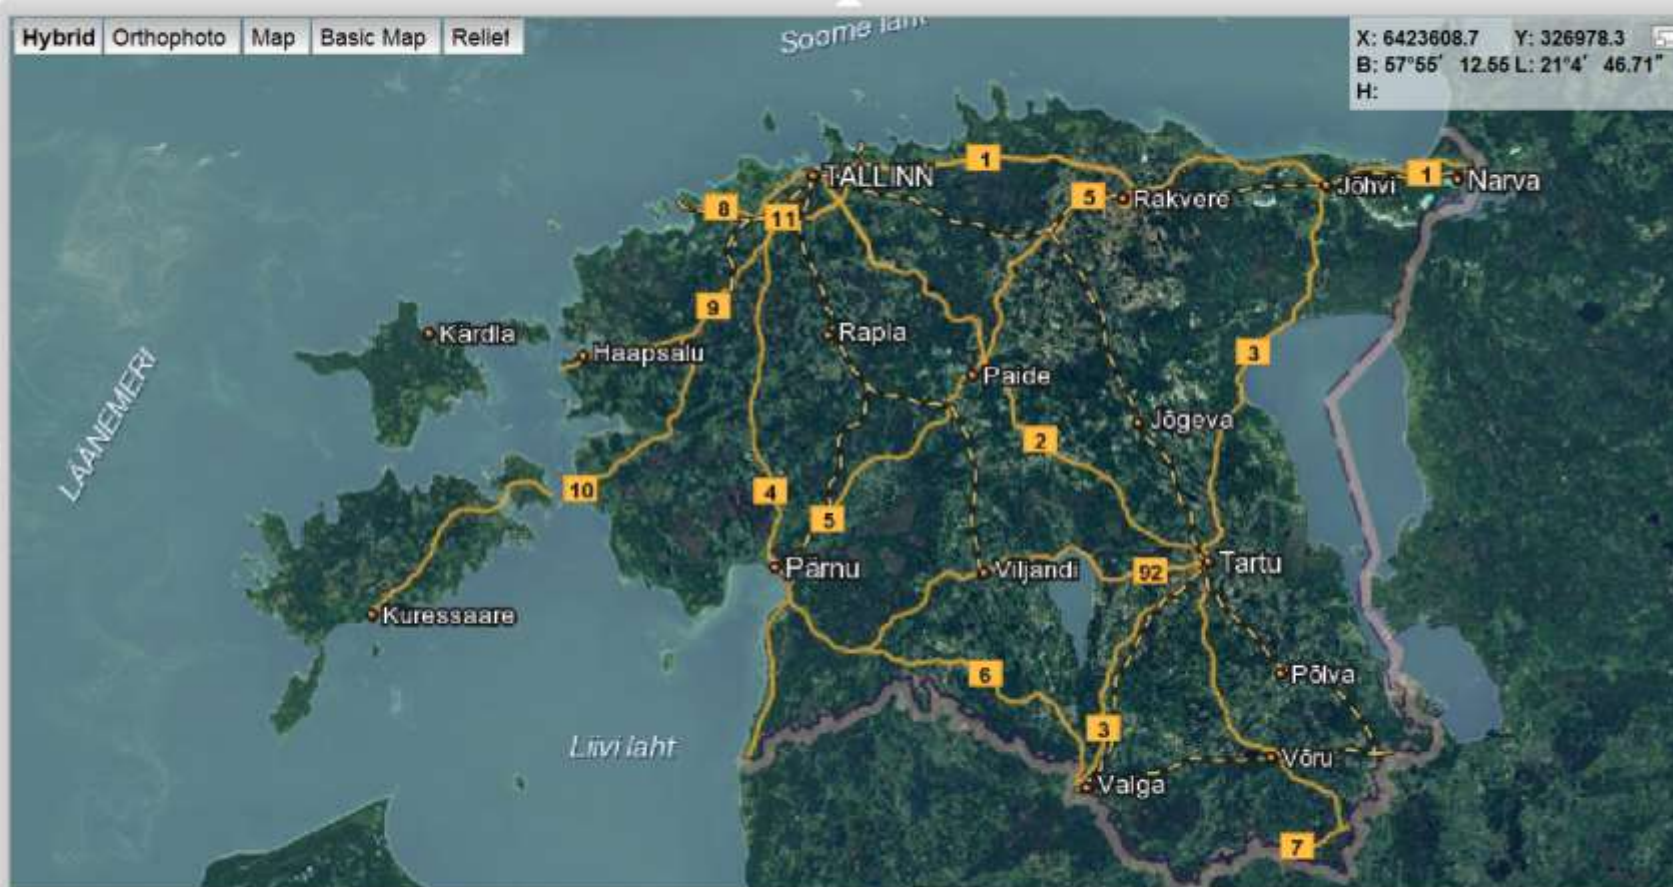 Hybrid Orthophoto Map Basic Map Relief
Soome laht
X: 6423608.7 Y: 326978.3
B: 57°55' 12.55 L: 21°4' 46.71"
H:
1
TALLINN
1
Narva
Jõhvi
5
Rakvere
8
11
9
Kärdla
Rapla
Haapsalu
3
Paide
LÄÄNEMERI
Jõgeva
2
10
4
5
Pärnu
Viljandi
92
Tartu
Kuressaare
6
Põlva
3
Liivi laht
Võru
Valga
7